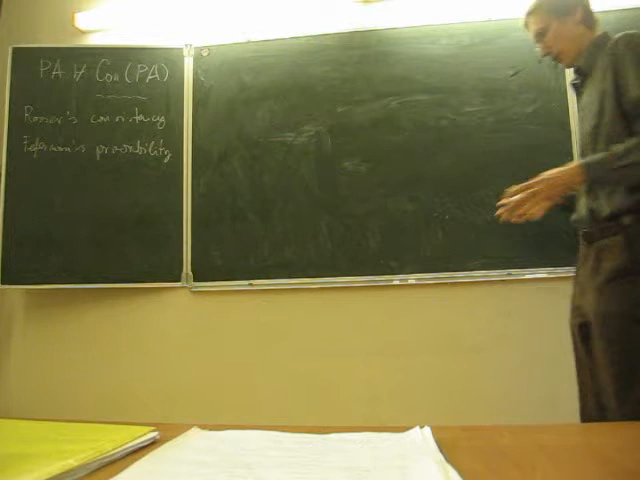 PA ⊬ Con (PA)
Rosser's consistency
Feferman's provability